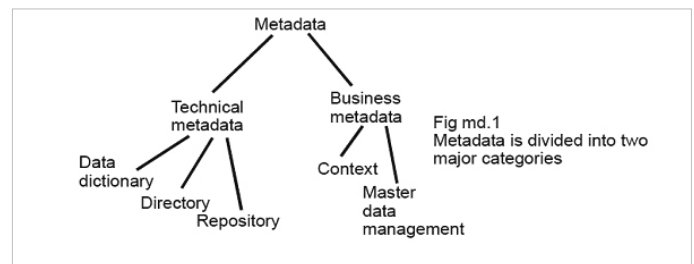 Metadata
Technical
metadata
Business
metadata
Fig md.1
Metadata is divided into two
major categories
Data
dictionary
Directory
Repository
Context
Master
data
management